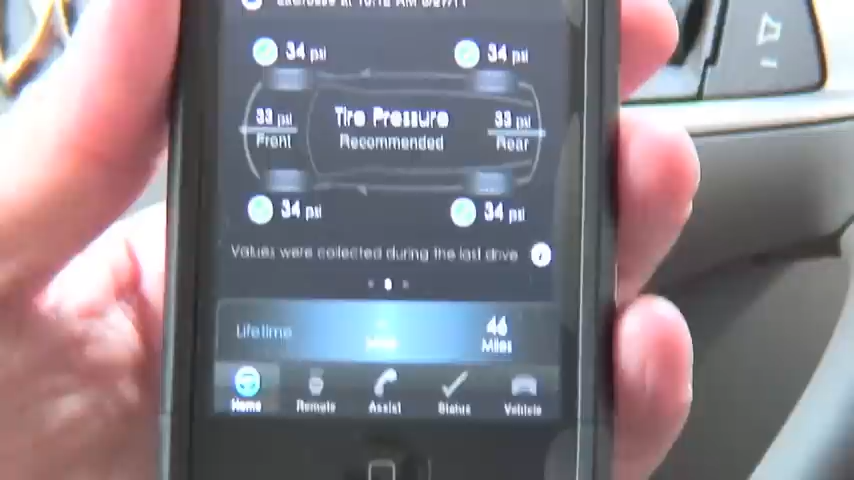 34 psi 34 psi
33 psi Tire Pressure 33 psi
Front Recommended Rear
34 psi 34 psi
Values were collected during the last drive
Lifetime 46
Miles
Home Remote Assist Status Vehicle